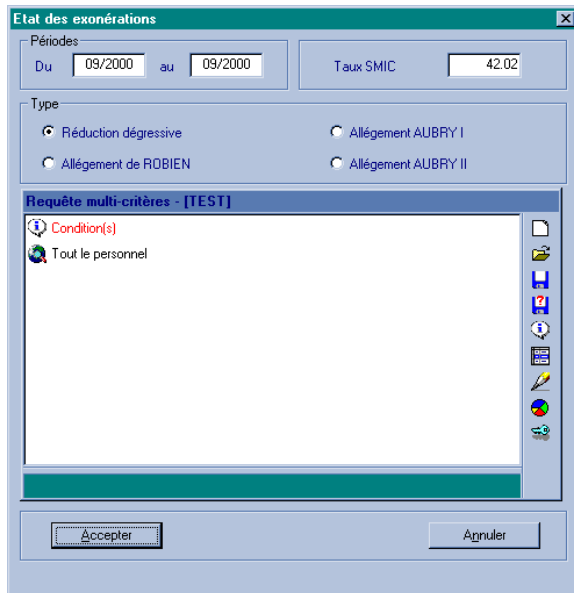 Etat des exonérations
Périodes
Du 09/2000 au 09/2000 Taux SMIC 42.02
Type
Réduction dégressive Allégement AUBRY I
Allégement de ROBIEN Allégement AUBRY II
Requête multi-critères - [TEST]
Condition(s)
Tout le personnel
Accepter Annuler